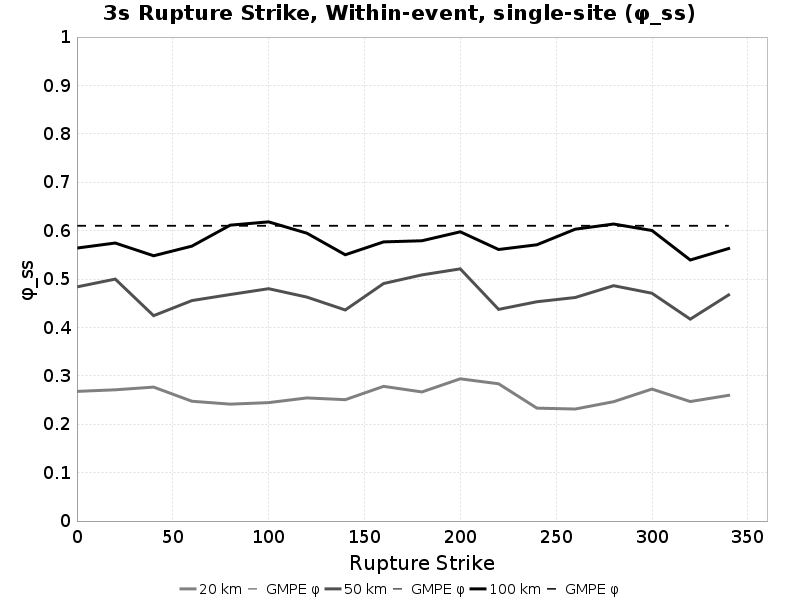 3s Rupture Strike, Within-event, single-site (φ_ss)
1
0.9
0.8
0.7
0.6
0.5
0.4
0.3
0.2
0.1
0
φ_ss
0 50 100 150 200 250 300 350
Rupture Strike
20 km GMPE φ 50 km GMPE φ 100 km GMPE φ